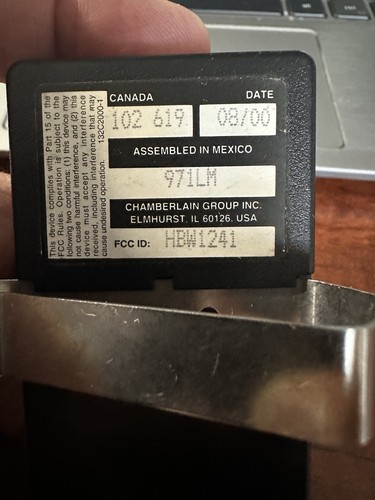 This device complies with Part 15 of the
FCC Rules. Operation is subject to the
following two conditions: (1) this device may
not cause harmful interference, and (2) this
device must accept any interference
received, including interference that may
cause undesired operation. 132C2000-1
CANADA DATE
102 619 08/00
ASSEMBLED IN MEXICO
971LM
CHAMBERLAIN GROUP INC.
ELMHURST, IL 60126. USA
FCC ID: HBW1241